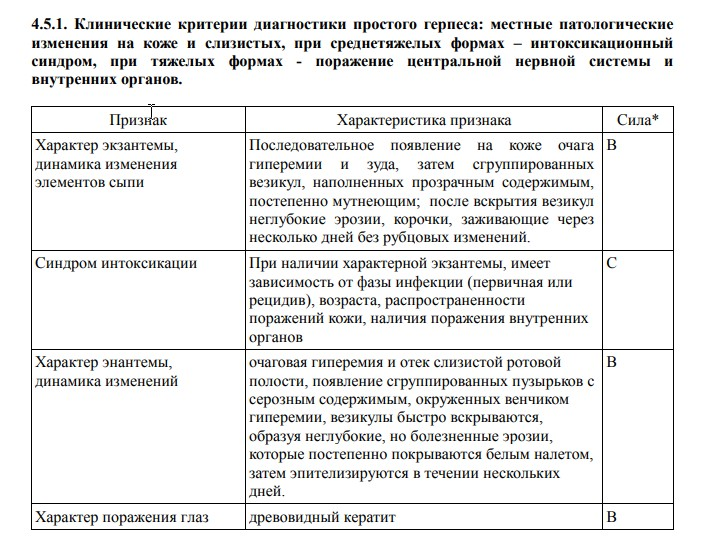 4.5.1. Клинические критерии диагностики простого герпеса: местные патологические
изменения на коже и слизистых, при среднетяжелых формах – интоксикационный
синдром, при тяжелых формах - поражение центральной нервной системы и
внутренних органов.
Признак Характеристика признака Сила*
Характер экзантемы,
динамика изменения
элементов сыпи
Последовательное появление на коже очага
гиперемии и зуда, затем сгруппированных
везикул, наполненных прозрачным содержимым,
постепенно мутнеющим; после вскрытия везикул
неглубокие эрозии, корочки, заживающие через
несколько дней без рубцовых изменений.
B
Синдром интоксикации
При наличии характерной экзантемы, имеет
зависимость от фазы инфекции (первичная или
рецидив), возраста, распространенности
поражений кожи, наличия поражения внутренних
органов
C
Характер энантемы,
динамика изменений
очаговая гиперемия и отек слизистой ротовой
полости, появление сгруппированных пузырьков с
серозным содержимым, окруженных венчиком
гиперемии, везикулы быстро вскрываются,
образуя неглубокие, но болезненные эрозии,
которые постепенно покрываются белым налетом,
затем эпителизируются в течении нескольких
дней.
B
Характер поражения глаз
древовидный кератит
B